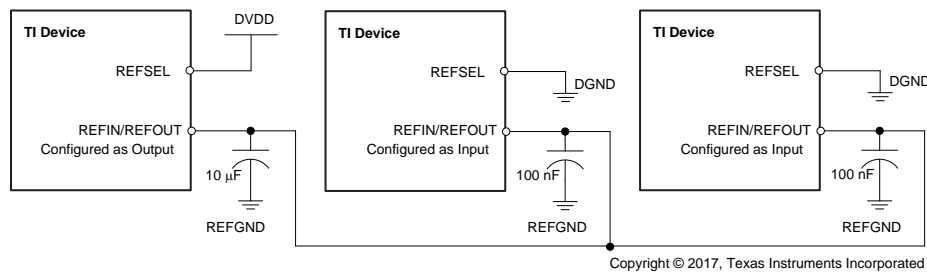 TI Device
DVDD
REFSEL
REFIN/REFOUT
Configured as Output
10 μF
REFGND
TI Device
REFSEL
DGND
REFIN/REFOUT
Configured as Input
100 nF
REFGND
TI Device
REFSEL
DGND
REFIN/REFOUT
Configured as Input
100 nF
REFGND
Copyright © 2017, Texas Instruments Incorporated